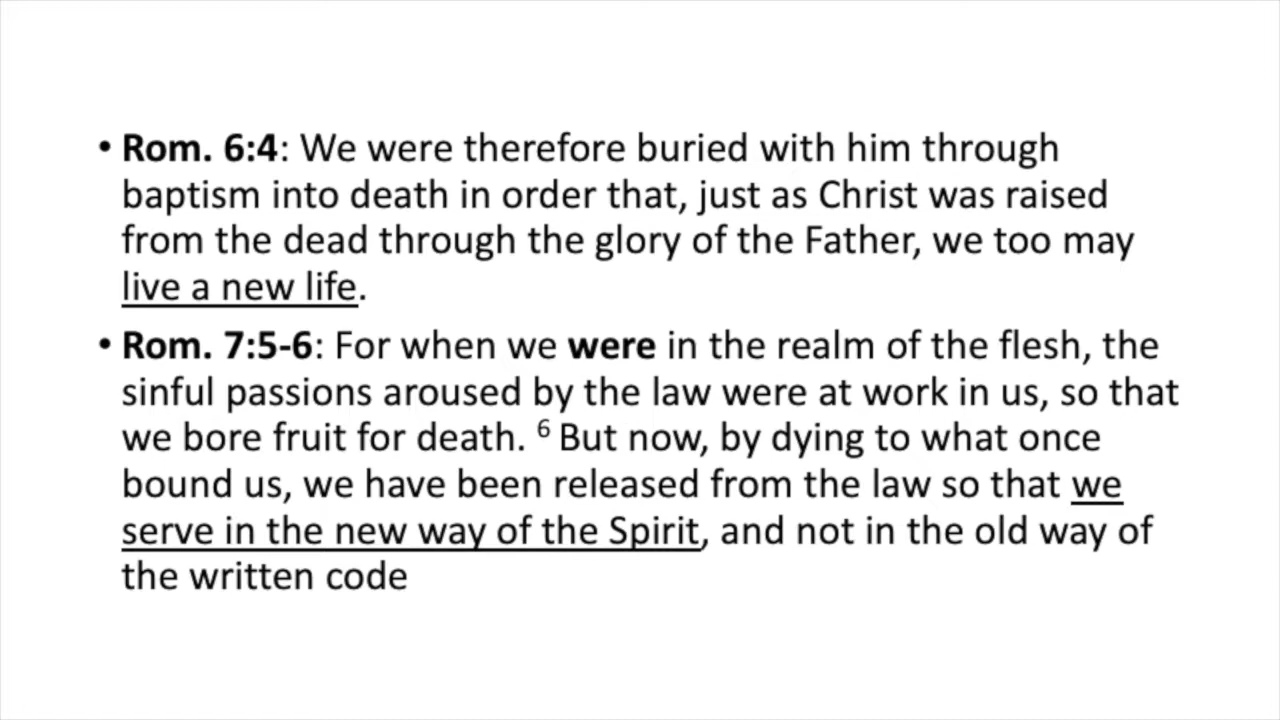 • Rom. 6:4: We were therefore buried with him through
baptism into death in order that, just as Christ was raised
from the dead through the glory of the Father, we too may
live a new life.
• Rom. 7:5-6: For when we were in the realm of the flesh, the
sinful passions aroused by the law were at work in us, so that
we bore fruit for death. 6 But now, by dying to what once
bound us, we have been released from the law so that we
serve in the new way of the Spirit, and not in the old way of
the written code